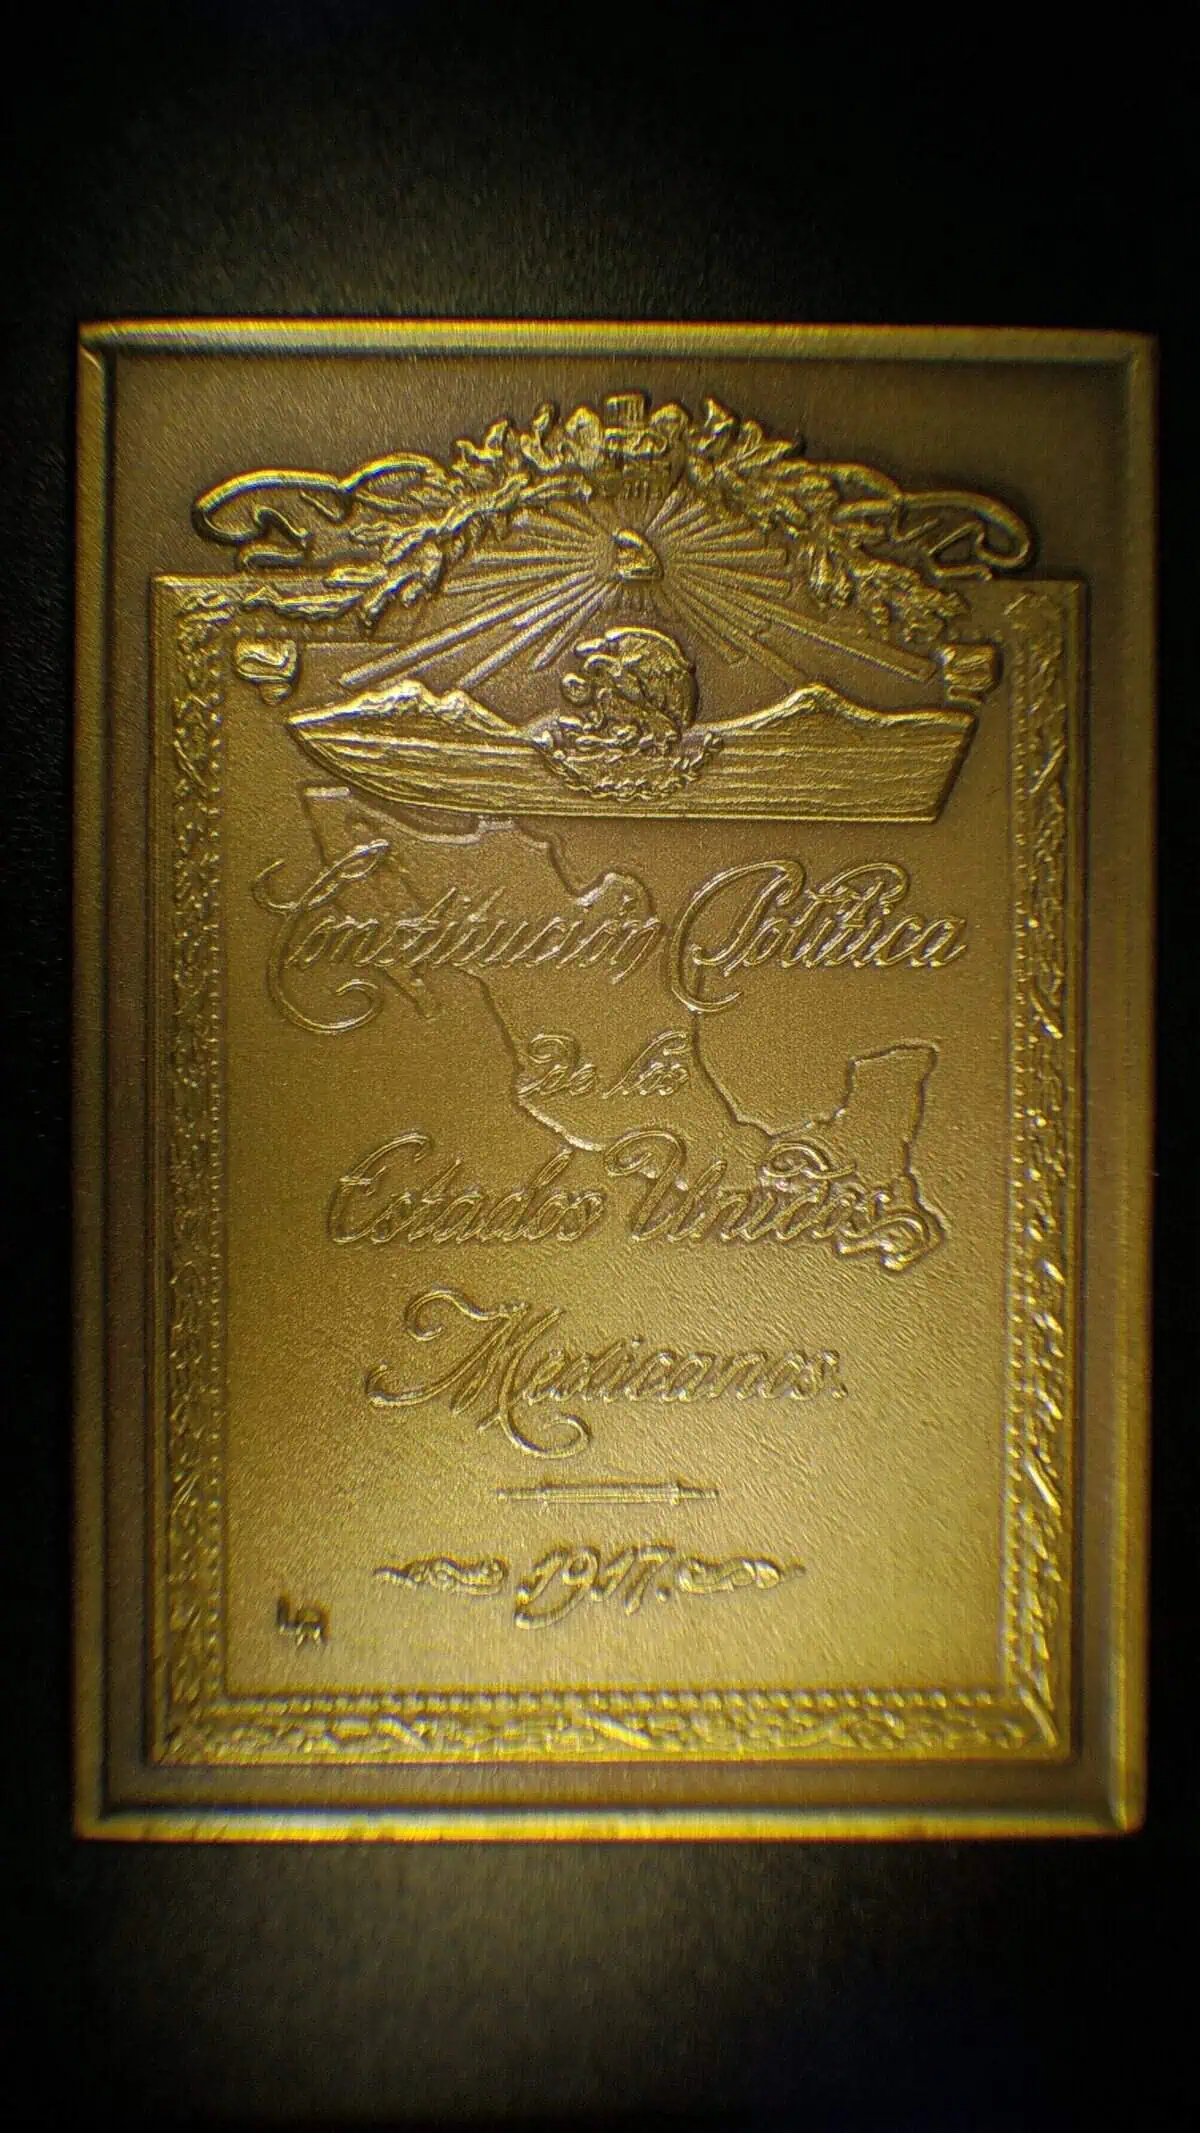 Constitución Política
De los
Estados Unidos
Mexicanos.
1917.